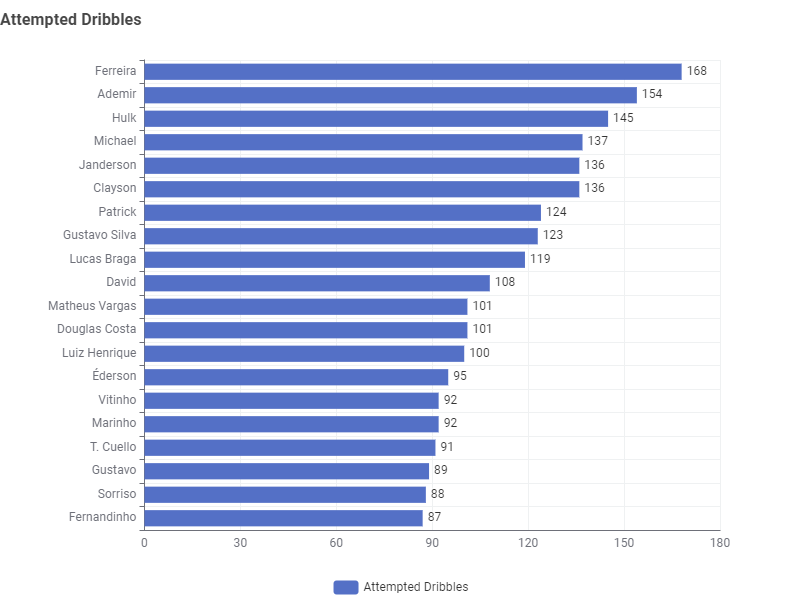 Attempted Dribbles
Ferreira 168
Ademir 154
Hulk 145
Michael 137
Janderson 136
Clayson 136
Patrick 124
Gustavo Silva 123
Lucas Braga 119
David 108
Matheus Vargas 101
Douglas Costa 101
Luiz Henrique 100
Éderson 95
Vitinho 92
Marinho 92
T. Cuello 91
Gustavo 89
Sorriso 88
Fernandinho 87
0 30 60 90 120 150 180
Attempted Dribbles